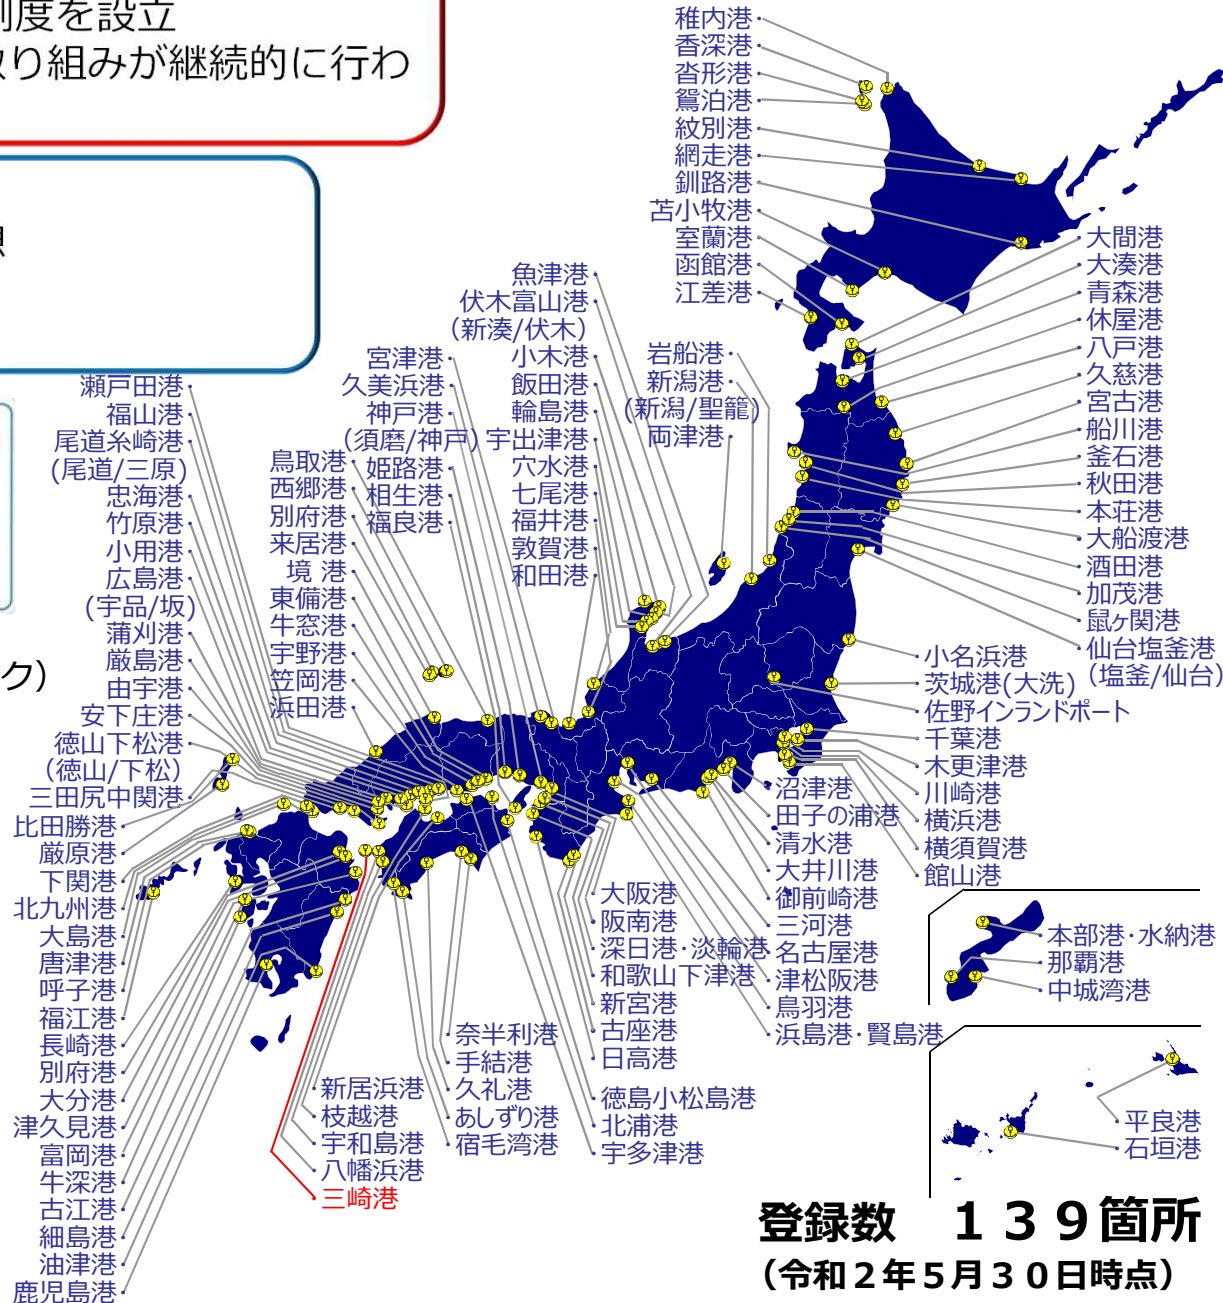 制度を設立
取り組みが継続的に行わ
ク）
稚内港
香深港
沓形港
鴛泊港
紋別港
網走港
釧路港
苫小牧港
室蘭港
函館港
江差港
大間港
大湊港
青森港
休屋港
八戸港
久慈港
宮古港
船川港
釜石港
秋田港
本荘港
大船渡港
酒田港
加茂港
鼠ヶ関港
仙台塩釜港
(塩釜/仙台)
魚津港
伏木富山港
(新湊/伏木)
小木港
飯田港
輪島港
宇出津港
穴水港
七尾港
福井港
敦賀港
和田港
岩船港
新潟港
(新潟/聖籠)
両津港
宮津港
久美浜港
神戸港
(須磨/神戸)
姫路港
相生港
福良港
鳥取港
西郷港
別府港
来居港
境 港
東備港
牛窓港
宇野港
笠岡港
浜田港
瀬戸田港
福山港
尾道糸崎港
(尾道/三原)
忠海港
竹原港
小用港
広島港
(宇品/坂)
蒲刈港
厳島港
由宇港
安下庄港
徳山下松港
(徳山/下松)
三田尻中関港
比田勝港
厳原港
下関港
北九州港
大島港
唐津港
呼子港
福江港
長崎港
別府港
大分港
津久見港
富岡港
牛深港
古江港
細島港
油津港
鹿児島港
新居浜港
枝越港
宇和島港
八幡浜港
三崎港
奈半利港
手結港
久礼港
あしずり港
宿毛湾港
大阪港
阪南港
深日港・淡輪港
和歌山下津港
新宮港
古座港
日高港
徳島小松島港
北浦港
宇多津港
小名浜港
茨城港(大洗)
佐野インランドポート
千葉港
木更津港
川崎港
横浜港
横須賀港
館山港
沼津港
田子の浦港
清水港
大井川港
御前崎港
三河港
名古屋港
津松阪港
鳥羽港
浜島港・賢島港
本部港・水納港
那覇港
中城湾港
平良港
石垣港
登録数　１３９箇所
（令和２年５月３０日時点）